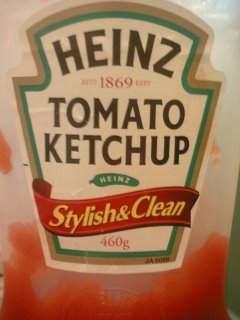 HEINZ
ESTD 1869 ESTD
TOMATO
KETCHUP
HEINZ
Stylish&Clean
460g